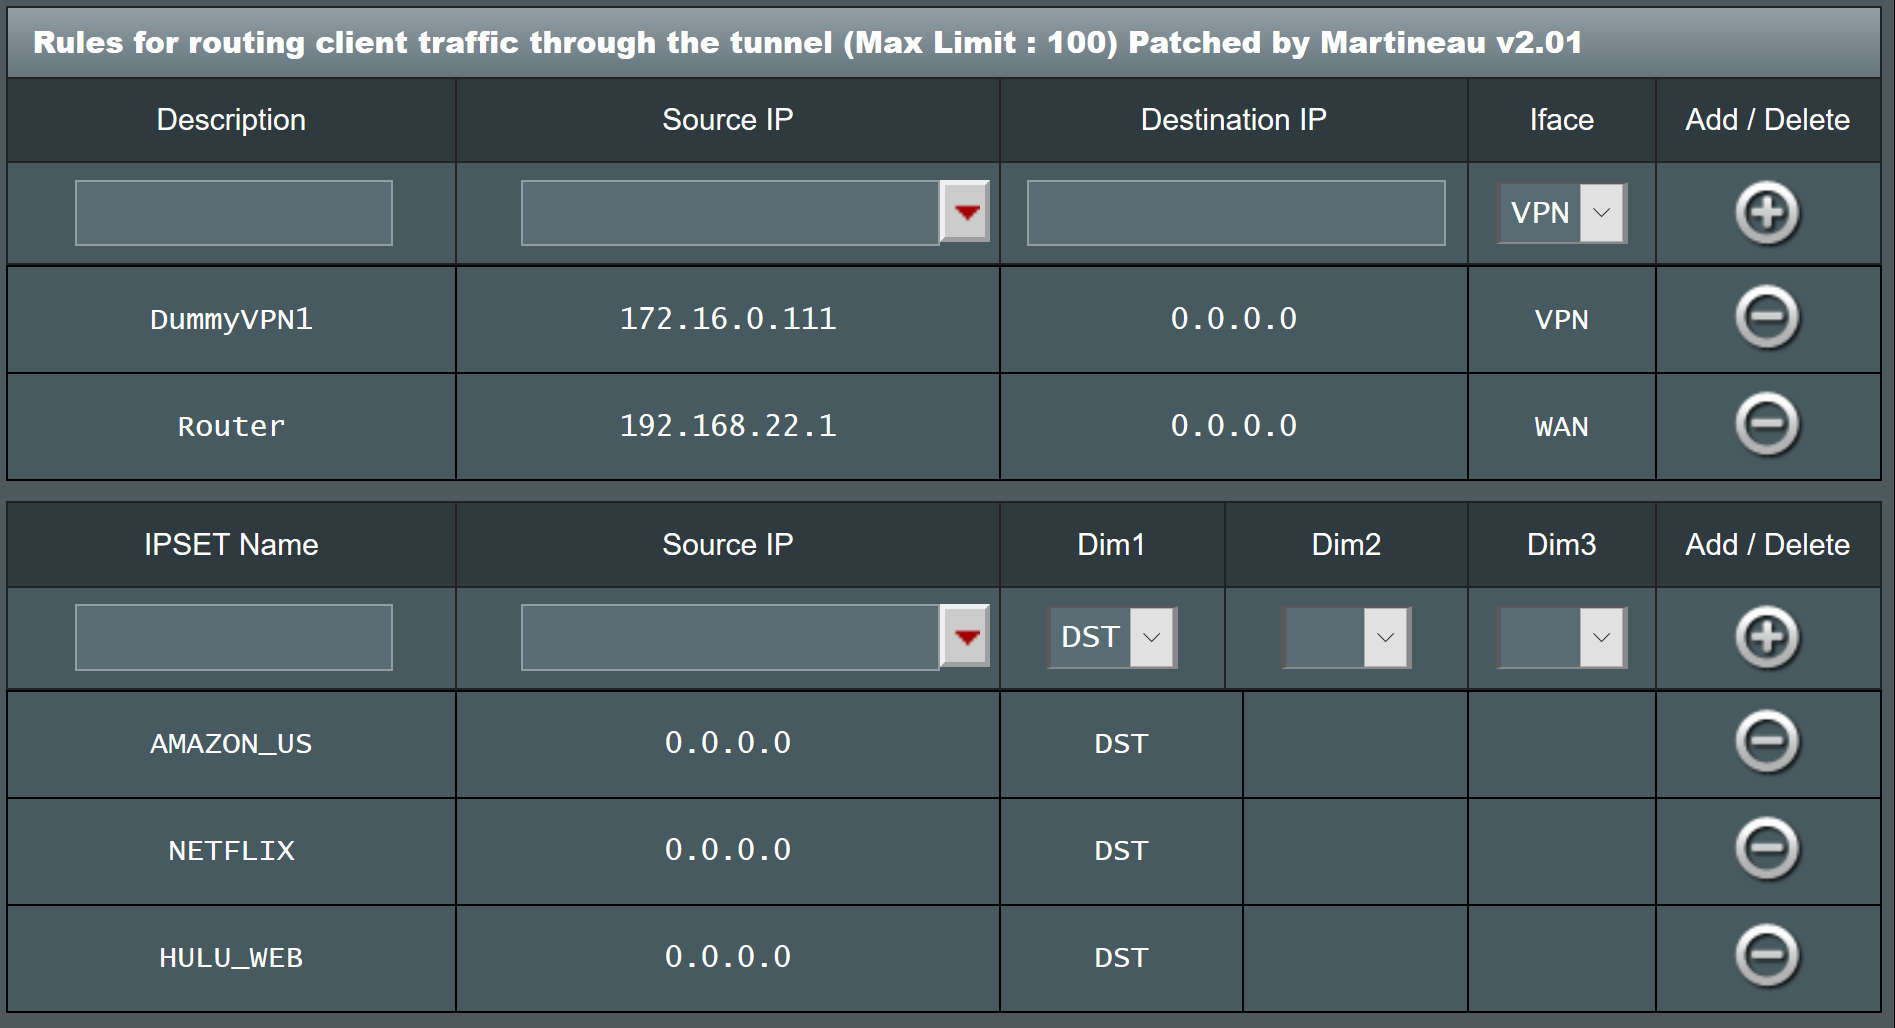 Rules for routing client traffic through the tunnel (Max Limit : 100) Patched by Martineau v2.01
Description Source IP Destination IP Iface Add / Delete
VPN
DummyVPN1 172.16.0.111 0.0.0.0 VPN
Router 192.168.22.1 0.0.0.0 WAN
IPSET Name Source IP Dim1 Dim2 Dim3 Add / Delete
DST
AMAZON_US 0.0.0.0 DST
NETFLIX 0.0.0.0 DST
HULU_WEB 0.0.0.0 DST